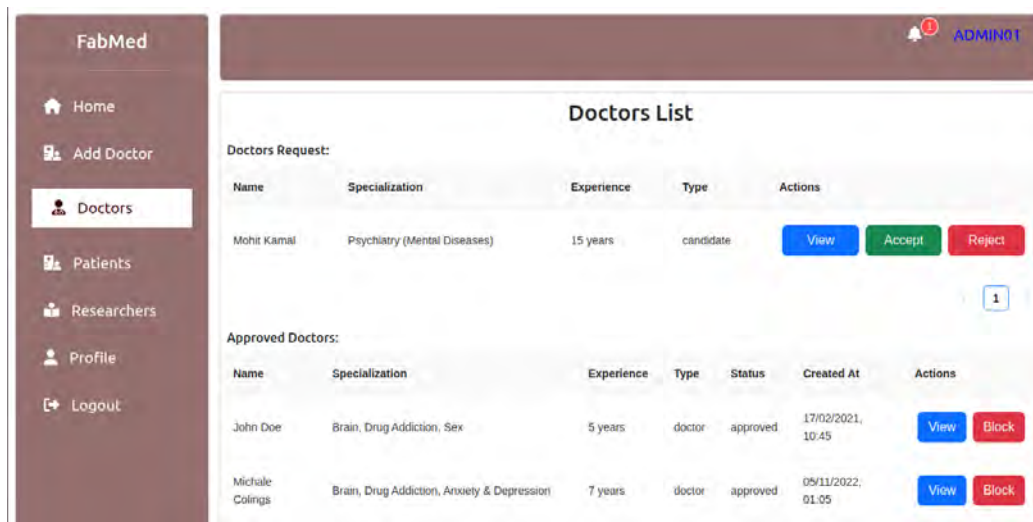 FabMed
1
ADMIN01
Home
Add Doctor
Doctors
Patients
Researchers
Profile
Logout
Doctors List
Doctors Request:
Name Specialization Experience Type Actions
Mohit Kamal Psychiatry (Mental Diseases) 15 years candidate View Accept Reject
1
Approved Doctors:
Name Specialization Experience Type Status Created At Actions
John Doe Brain, Drug Addiction, Sex 5 years doctor approved 17/02/2021, 10:45 View Block
Michale Colings Brain, Drug Addiction, Anxiety & Depression 7 years doctor approved 05/11/2022, 01:05 View Block